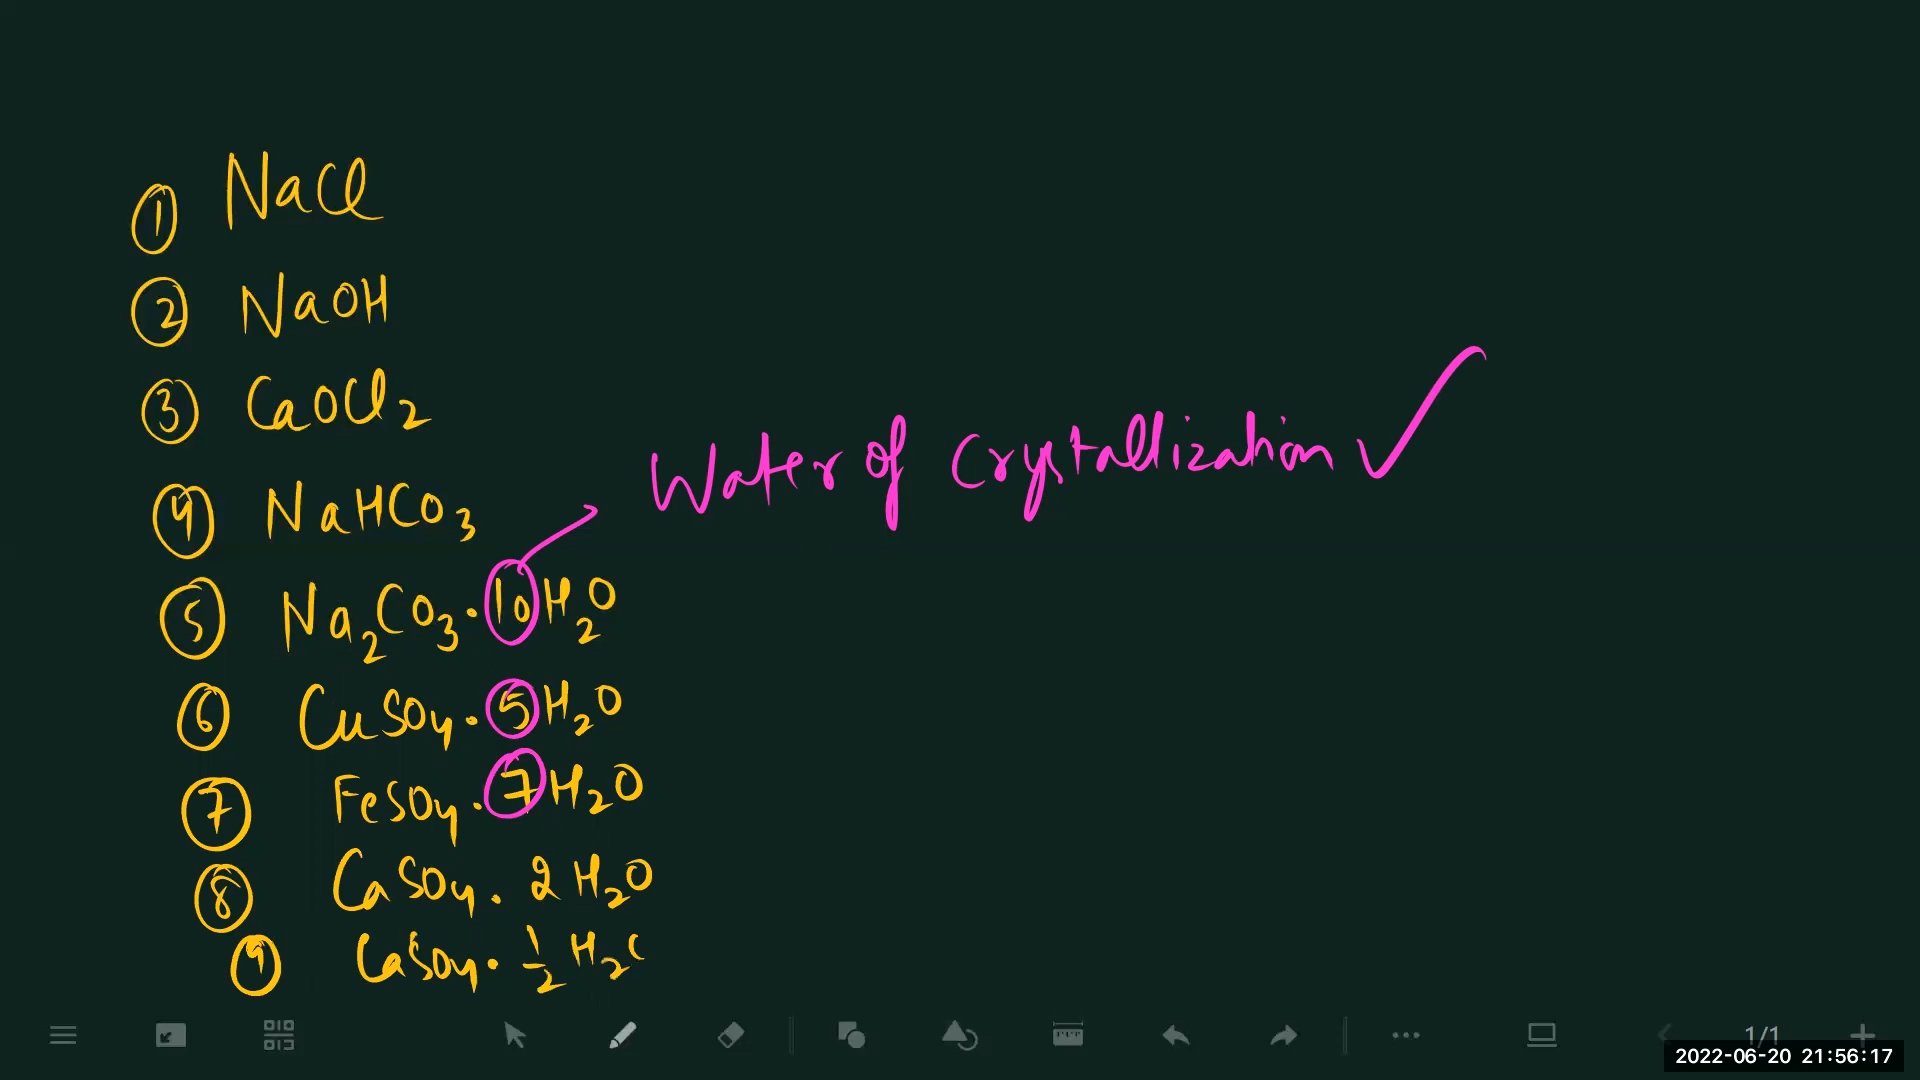 ① NaCl
② NaOH
③ CaOCl₂
Water of Crystallization ✓
④ NaHCO₃
⑤ Na₂CO₃·10H₂O
⑥ CuSO₄·5H₂O
⑦ FeSO₄·7H₂O
⑧ CaSO₄·2H₂O
⑨ CaSO₄·½H₂O
1/1
2022-06-20 21:56:17